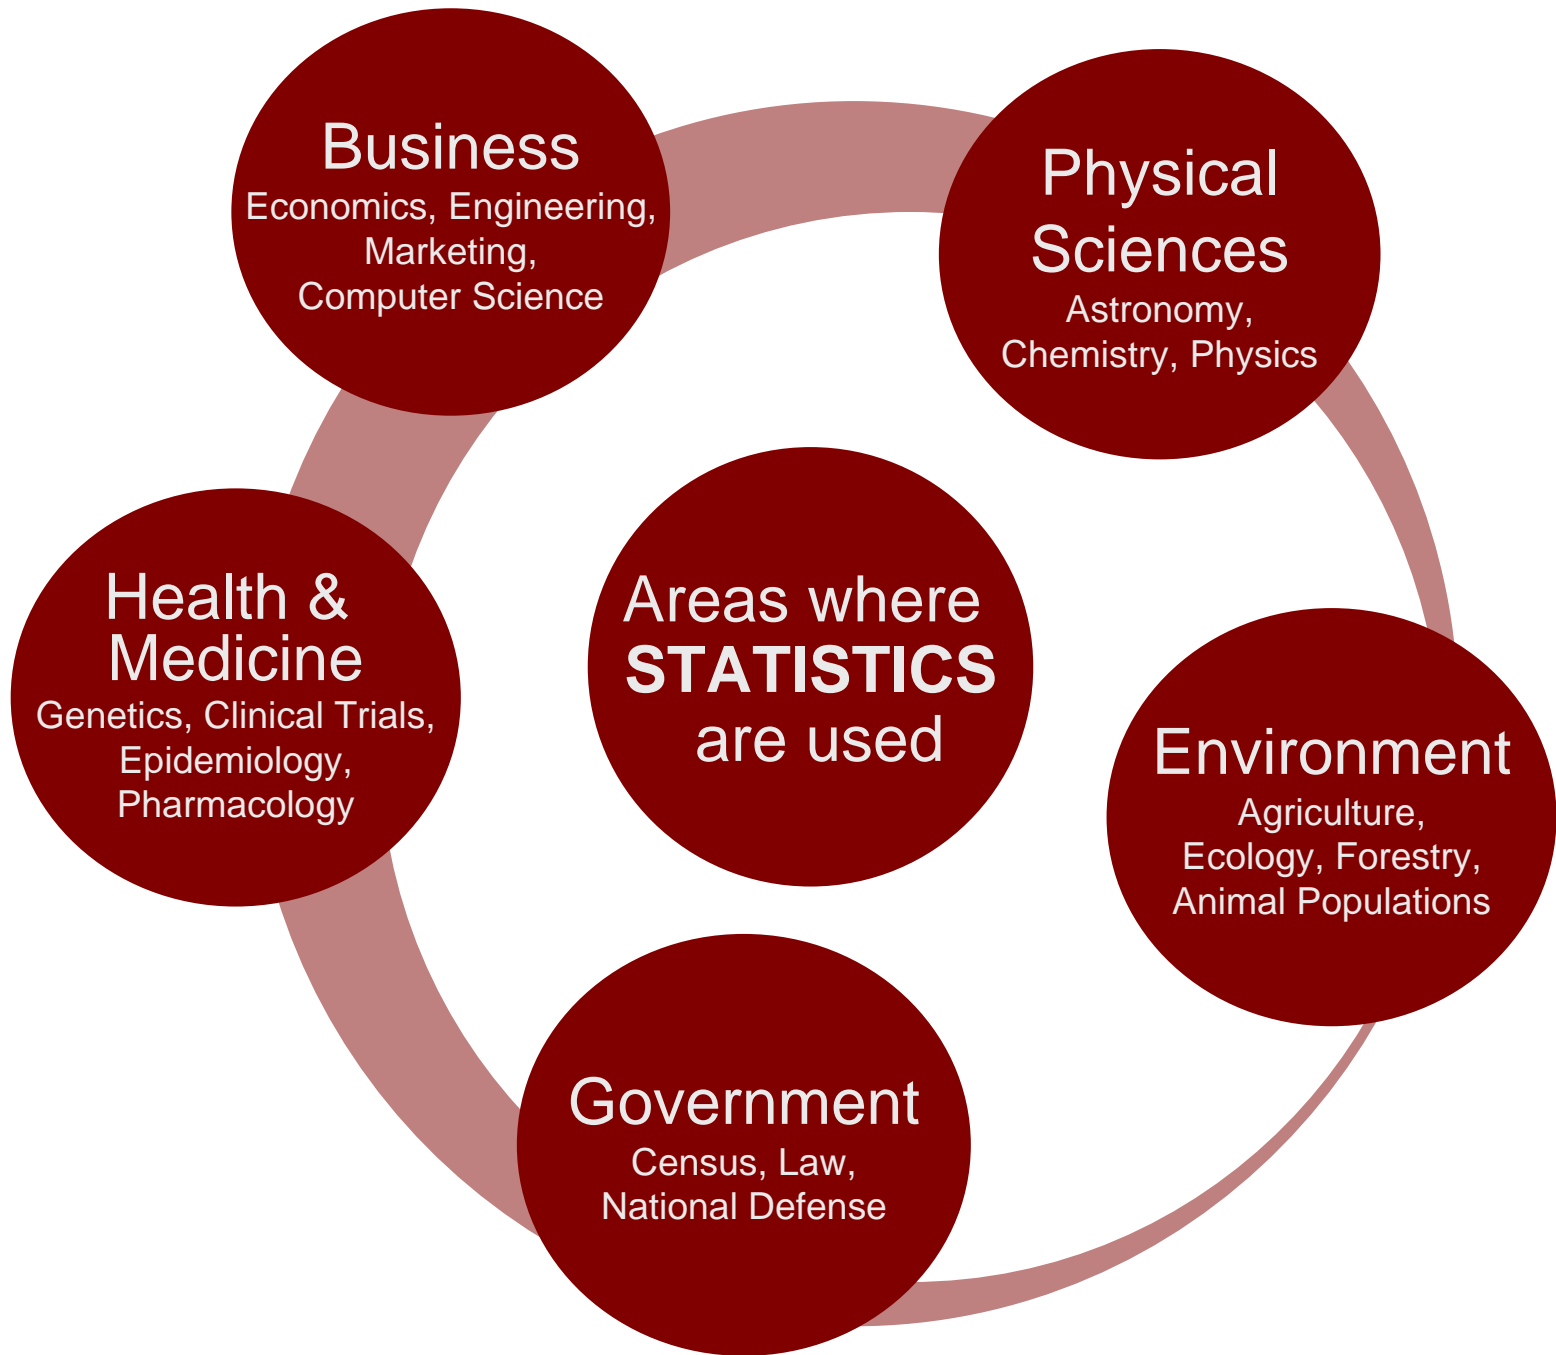 Business
Economics, Engineering,
Marketing,
Computer Science
Physical
Sciences
Astronomy,
Chemistry, Physics
Health &
Medicine
Genetics, Clinical Trials,
Epidemiology,
Pharmacology
Areas where
STATISTICS
are used
Environment
Agriculture,
Ecology, Forestry,
Animal Populations
Government
Census, Law,
National Defense